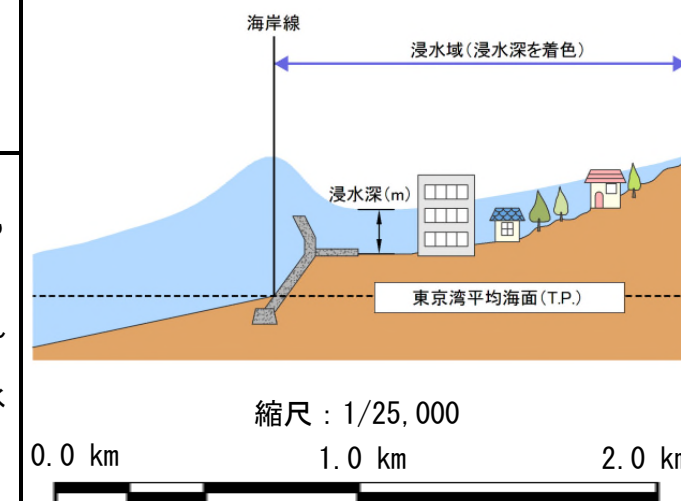 海岸線
浸水域(浸水深を着色)
浸水深(m)
東京湾平均海面(T.P.)
縮尺：1/25,000
0.0 km 1.0 km 2.0 km